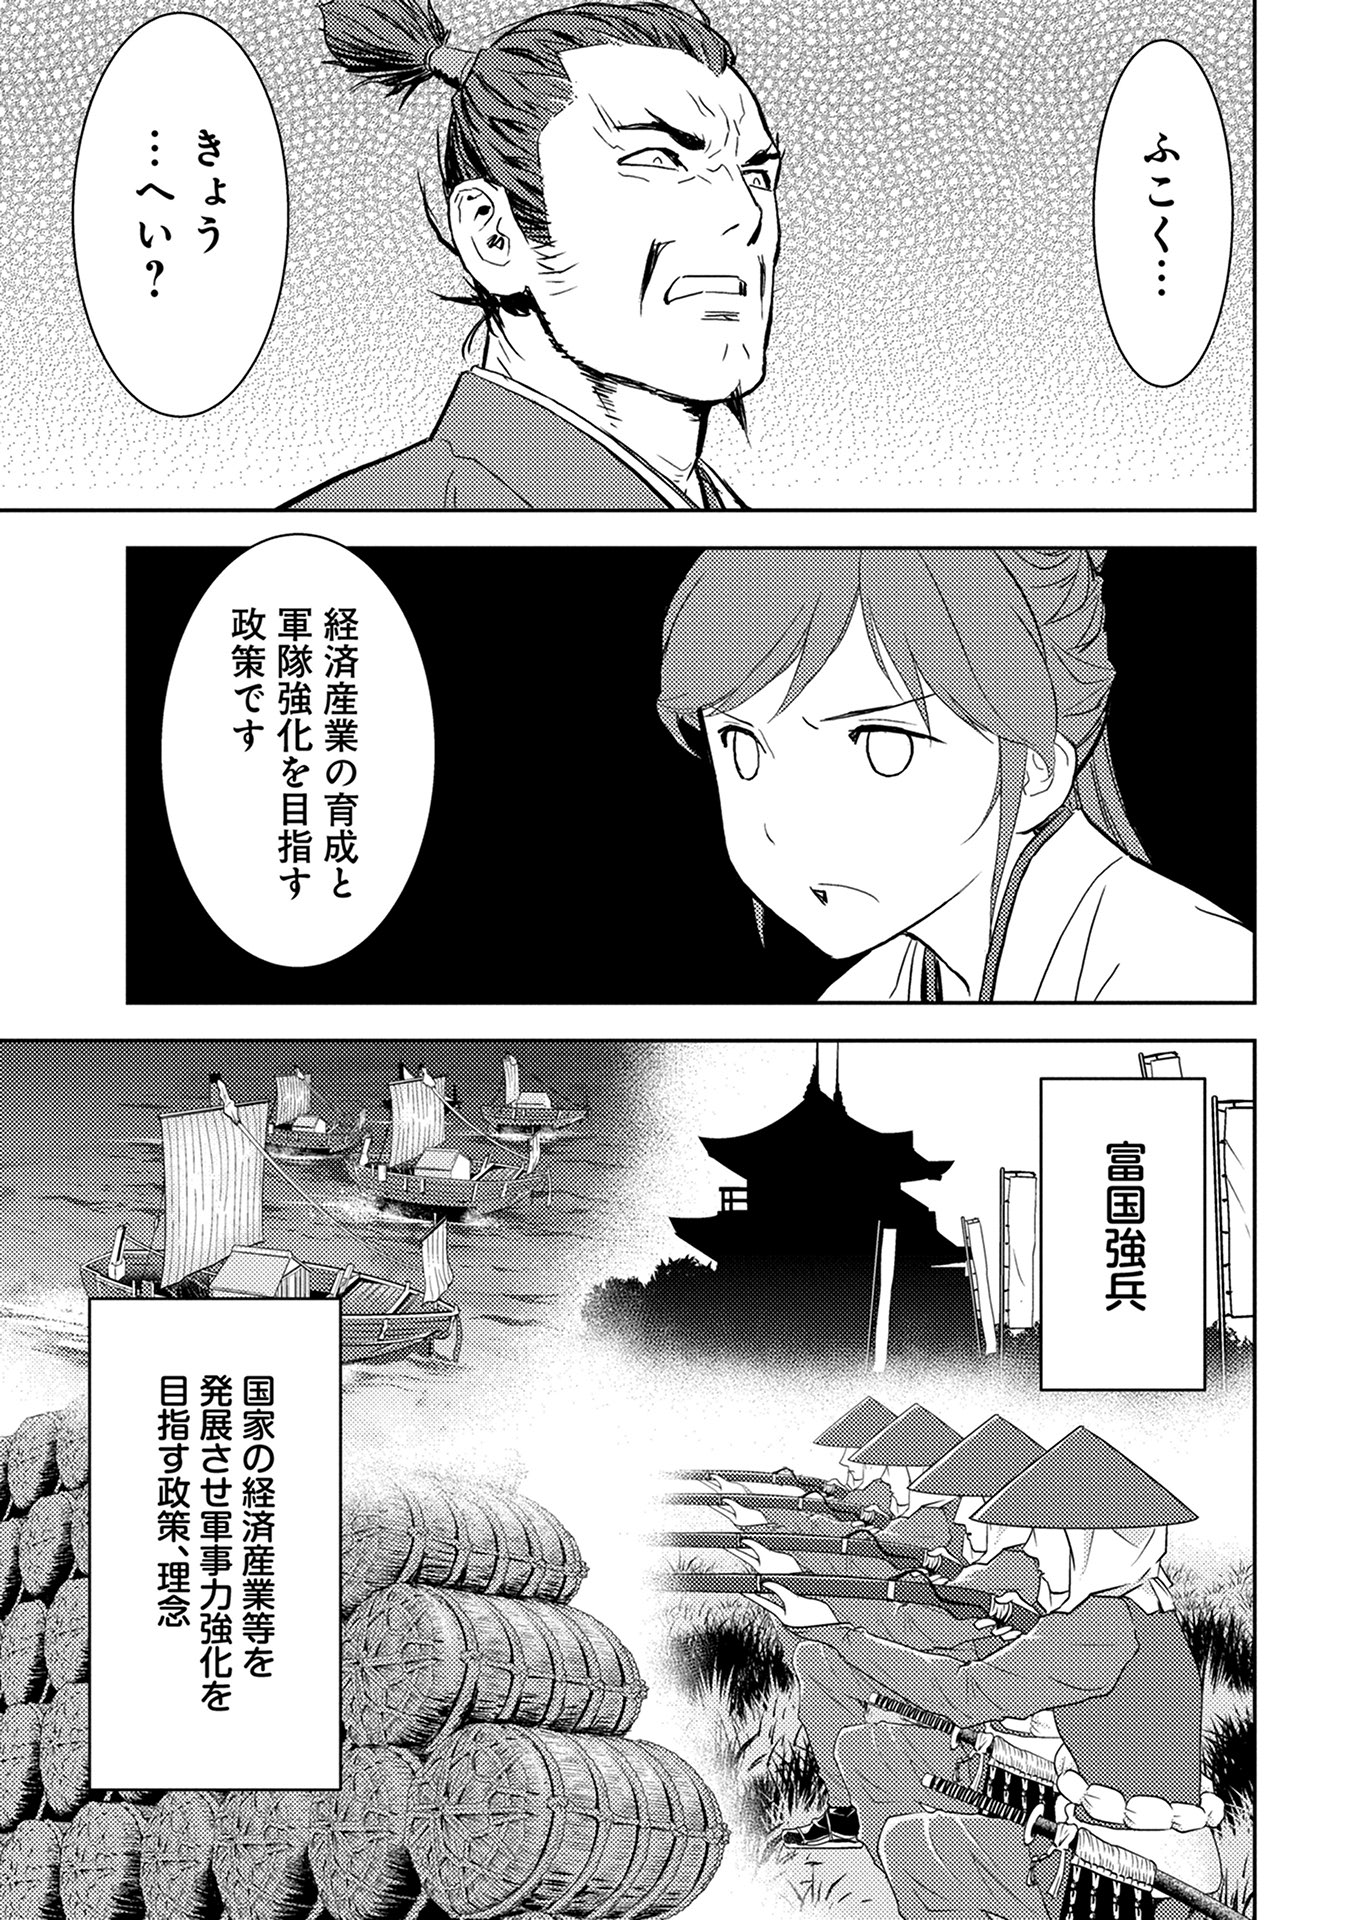 ふこく…
きょう
…へい？
経済産業の育成と
軍隊強化を目指す
政策です
富国強兵
国家の経済産業等を
発展させ軍事力強化を
目指す政策、理念